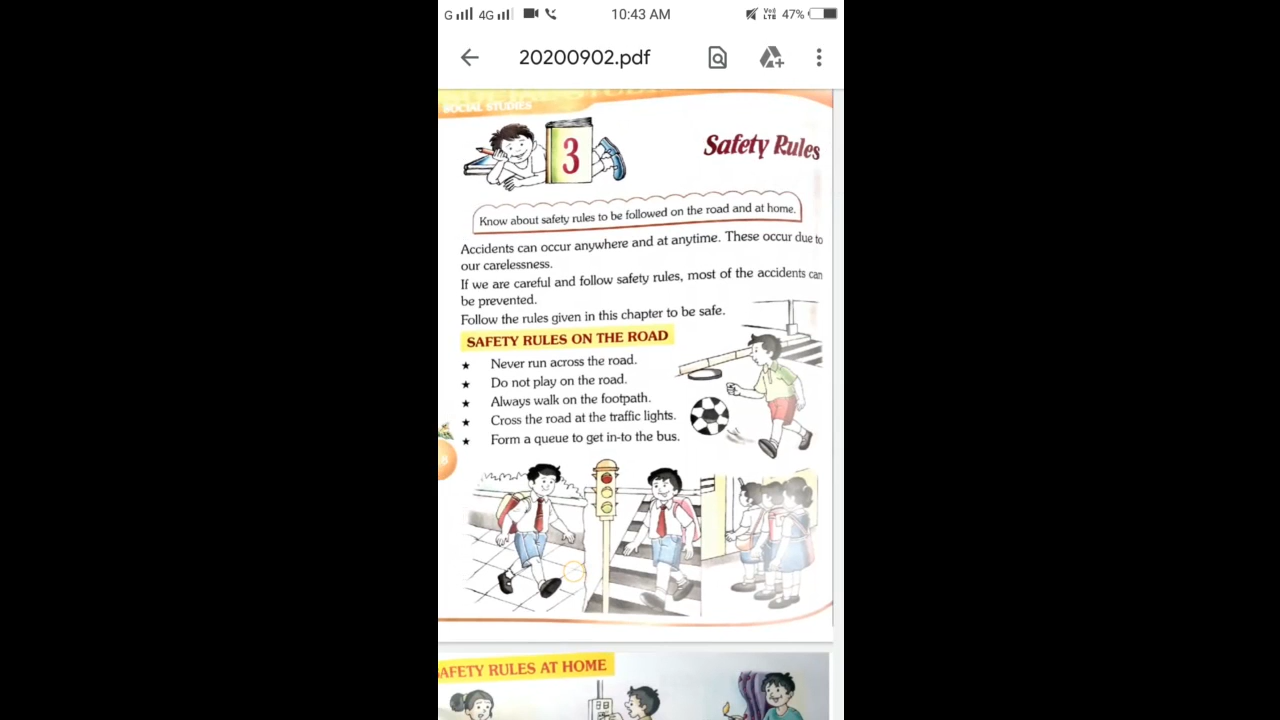 G 4G 10:43 AM VoD LTE 47%
20200902.pdf
SOCIAL STUDIES
3
Safety Rules
Know about safety rules to be followed on the road and at home.
Accidents can occur anywhere and at anytime. These occur due to
our carelessness.
If we are careful and follow safety rules, most of the accidents can
be prevented.
Follow the rules given in this chapter to be safe.
SAFETY RULES ON THE ROAD
★ Never run across the road.
★ Do not play on the road.
★ Always walk on the footpath.
★ Cross the road at the traffic lights.
★ Form a queue to get in-to the bus.
AFETY RULES AT HOME